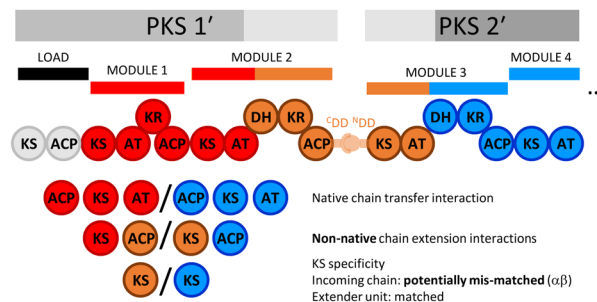 PKS 1′ PKS 2′
LOAD MODULE 1 MODULE 2 MODULE 3 MODULE 4
...
KR DH KR DH KR
KS ACP KS AT ACP KS AT ACP CDD NDD KS AT ACP KS AT
ACP KS AT / ACP KS AT Native chain transfer interaction
KS ACP / KS ACP Non-native chain extension interactions
KS / KS KS specificity
Incoming chain: potentially mis-matched (αβ)
Extender unit: matched